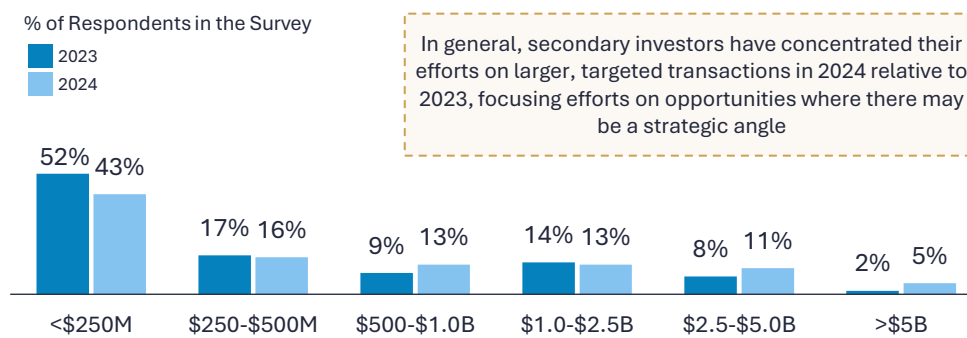 % of Respondents in the Survey
2023
2024
In general, secondary investors have concentrated their
efforts on larger, targeted transactions in 2024 relative to
2023, focusing efforts on opportunities where there may
be a strategic angle
52% 43% 17% 16% 9% 13% 14% 13% 8% 11% 2% 5%
<$250M $250-$500M $500-$1.0B $1.0-$2.5B $2.5-$5.0B >$5B